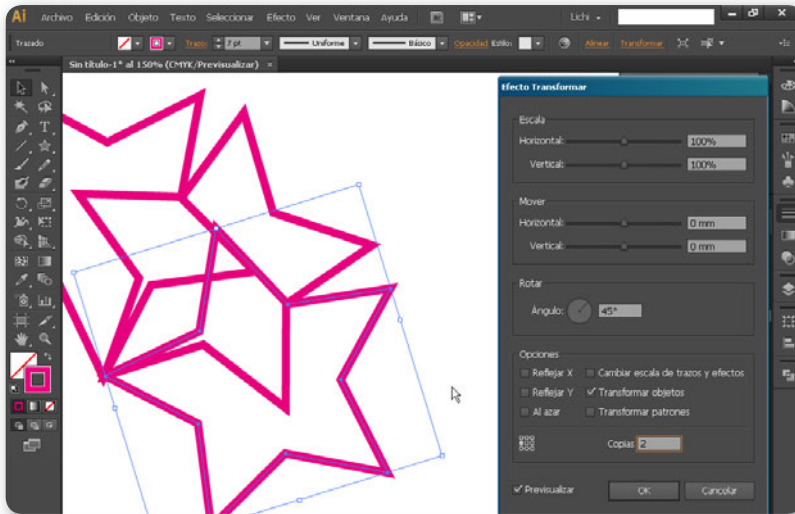 Ai Archivo Edición Objeto Texto Seleccionar Efecto Ver Ventana Ayuda Br Lichi
Trazado Trazo: 7 pt Uniforme Básico Opacidad Estilo: Alinear Transformar
Sin título-1* al 150% (CMYK/Previsualizar) ×
Efecto Transformar
Escala
Horizontal: 100%
Vertical: 100%
Mover
Horizontal: 0 mm
Vertical: 0 mm
Rotar
Ángulo: 45°
Opciones
Reflejar X Cambiar escala de trazos y efectos
Reflejar Y Transformar objetos
Al azar Transformar patrones
Copias 2
Previsualizar OK Cancelar